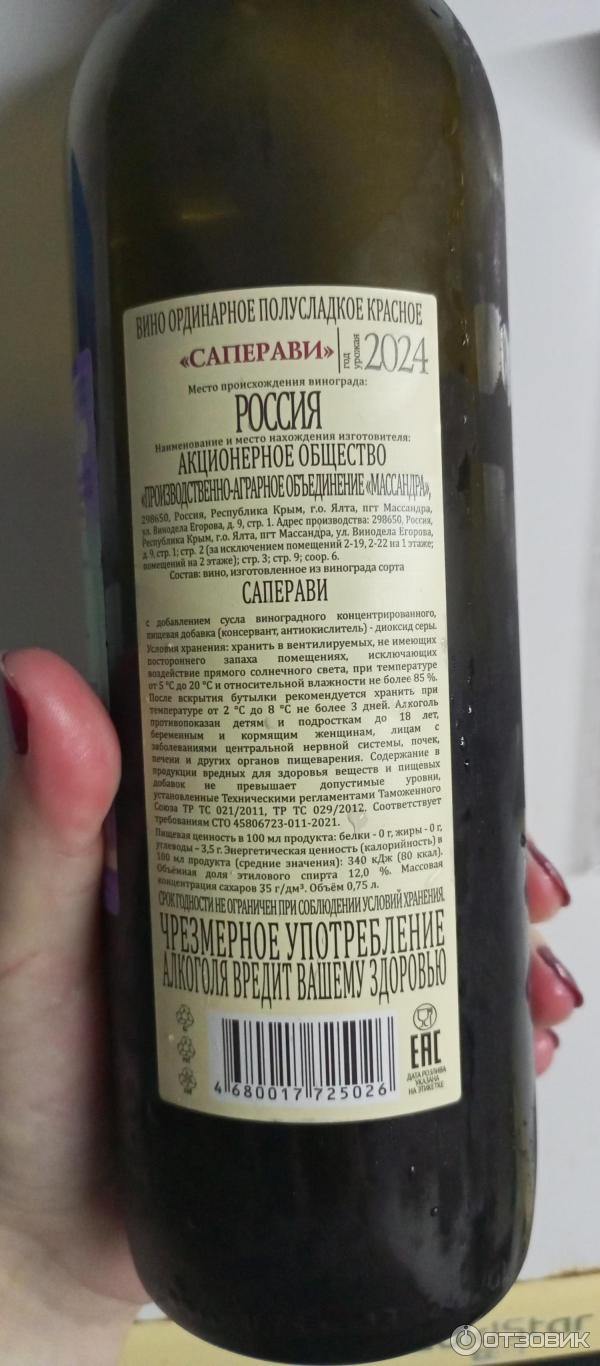 ВИНО ОРДИНАРНОЕ ПОЛУСЛАДКОЕ КРАСНОЕ
«САПЕРАВИ»
год
урожая
2024
Место происхождения винограда:
РОССИЯ
Наименование и место нахождения изготовителя:
АКЦИОНЕРНОЕ ОБЩЕСТВО
«ПРОИЗВОДСТВЕННО-АГРАРНОЕ ОБЪЕДИНЕНИЕ «МАССАНДРА»,
298650, Россия, Республика Крым, г.о. Ялта, пгт Массандра,
ул. Винодела Егорова, д. 9, стр. 1. Адрес производства: 298650, Россия,
Республика Крым, г.о. Ялта, пгт Массандра, ул. Винодела Егорова,
д. 9, стр. 1; стр. 2 (за исключением помещений 2-19, 2-22 на 1 этаже;
помещений на 2 этаже); стр. 3; стр. 9; соор. 6.
Состав: вино, изготовленное из винограда сорта
САПЕРАВИ
с добавлением сусла виноградного концентрированного,
пищевая добавка (консервант, антиокислитель) - диоксид серы.
Условия хранения: хранить в вентилируемых, не имеющих
постороннего запаха помещениях, исключающих
воздействие прямого солнечного света, при температуре
от 5 °С до 20 °С и относительной влажности не более 85 %.
После вскрытия бутылки рекомендуется хранить при
температуре от 2 °С до 8 °С не более 3 дней. Алкоголь
противопоказан детям и подросткам до 18 лет,
беременным и кормящим женщинам, лицам с
заболеваниями центральной нервной системы, почек,
печени и других органов пищеварения. Содержание в
продукции вредных для здоровья веществ и пищевых
добавок не превышает допустимые уровни,
установленные Техническими регламентами Таможенного
Союза ТР ТС 021/2011, ТР ТС 029/2012. Соответствует
требованиям СТО 45806723-011-2021.
Пищевая ценность в 100 мл продукта: белки - 0 г, жиры - 0 г,
углеводы – 3,5 г. Энергетическая ценность (калорийность) в
100 мл продукта (средние значения): 340 кДж (80 ккал).
Объёмная доля этилового спирта 12,0 %. Массовая
концентрация сахаров 35 г/дм³. Объём 0,75 л.
СРОК ГОДНОСТИ НЕ ОГРАНИЧЕН ПРИ СОБЛЮДЕНИИ УСЛОВИЙ ХРАНЕНИЯ.
ЧРЕЗМЕРНОЕ УПОТРЕБЛЕНИЕ
АЛКОГОЛЯ ВРЕДИТ ВАШЕМУ ЗДОРОВЬЮ
4 680017 725026
EAC
ДАТА РОЗЛИВА
УКАЗАНА
НА ЭТИКЕТКЕ
ОТЗОВИК